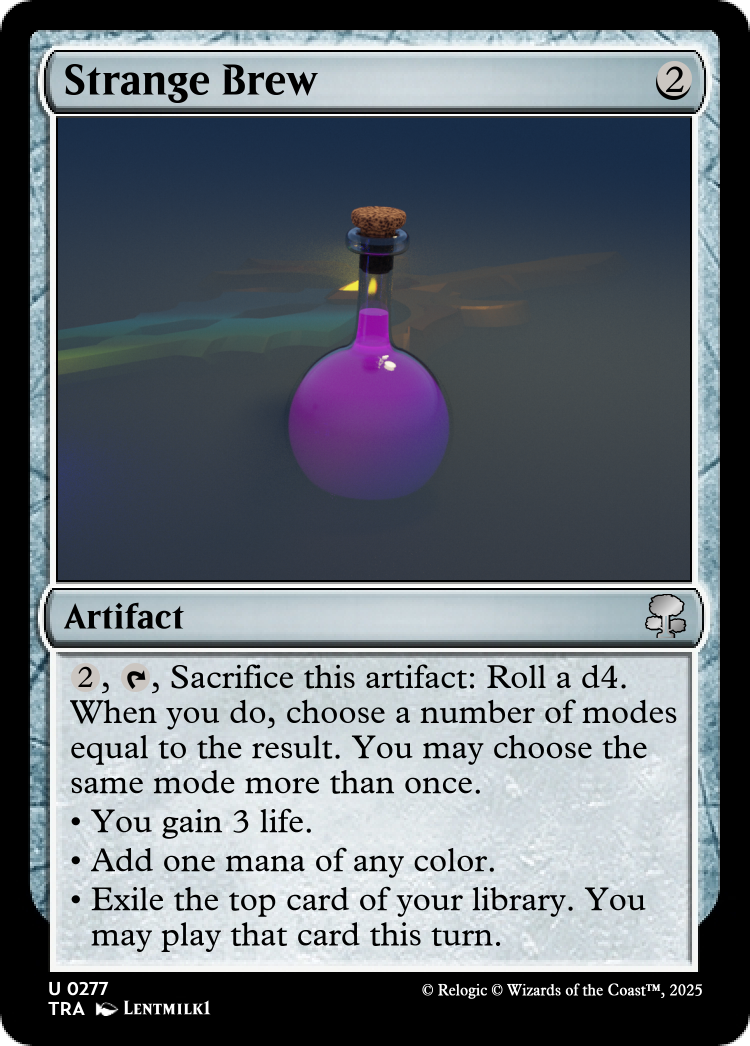 Strange Brew 2
Artifact
2, , Sacrifice this artifact: Roll a d4.
When you do, choose a number of modes
equal to the result. You may choose the
same mode more than once.
• You gain 3 life.
• Add one mana of any color.
• Exile the top card of your library. You
may play that card this turn.
U 0277
TRA LENTMILK1
© Relogic © Wizards of the Coast™, 2025